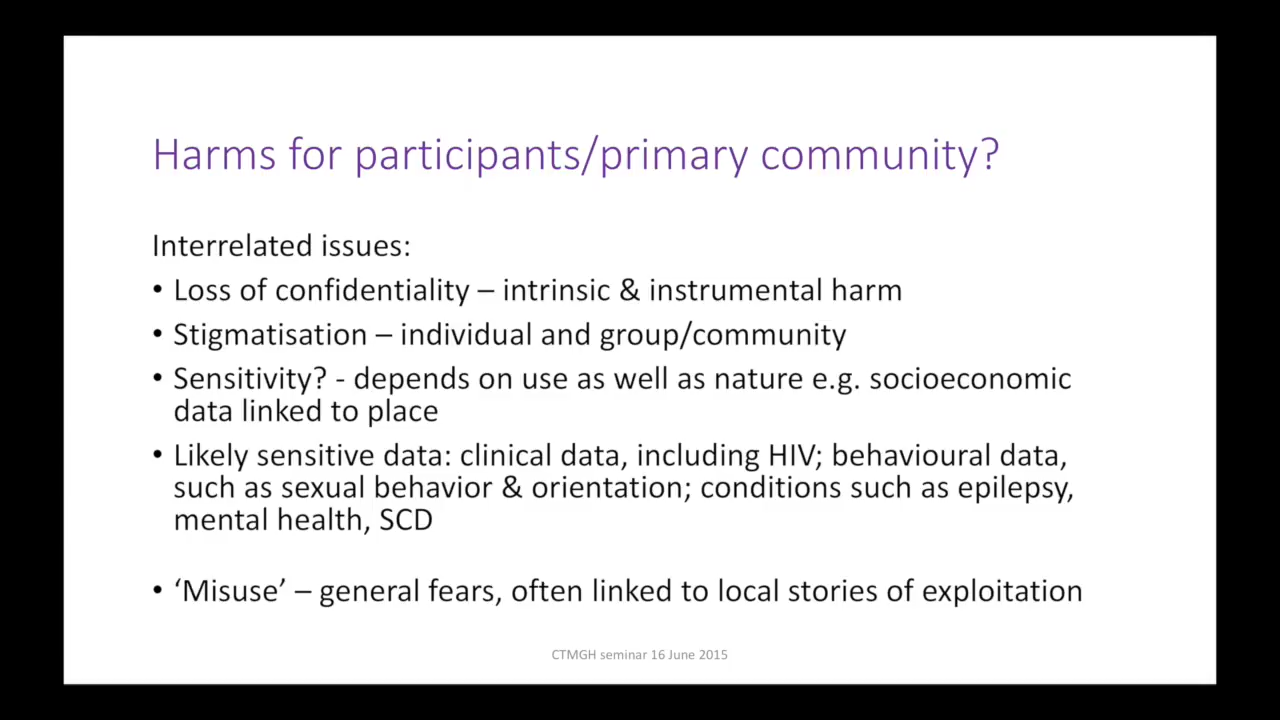 Harms for participants/primary community?
Interrelated issues:
• Loss of confidentiality – intrinsic & instrumental harm
• Stigmatisation – individual and group/community
• Sensitivity? - depends on use as well as nature e.g. socioeconomic
data linked to place
• Likely sensitive data: clinical data, including HIV; behavioural data,
such as sexual behavior & orientation; conditions such as epilepsy,
mental health, SCD
• ‘Misuse’ – general fears, often linked to local stories of exploitation
CTMGH seminar 16 June 2015